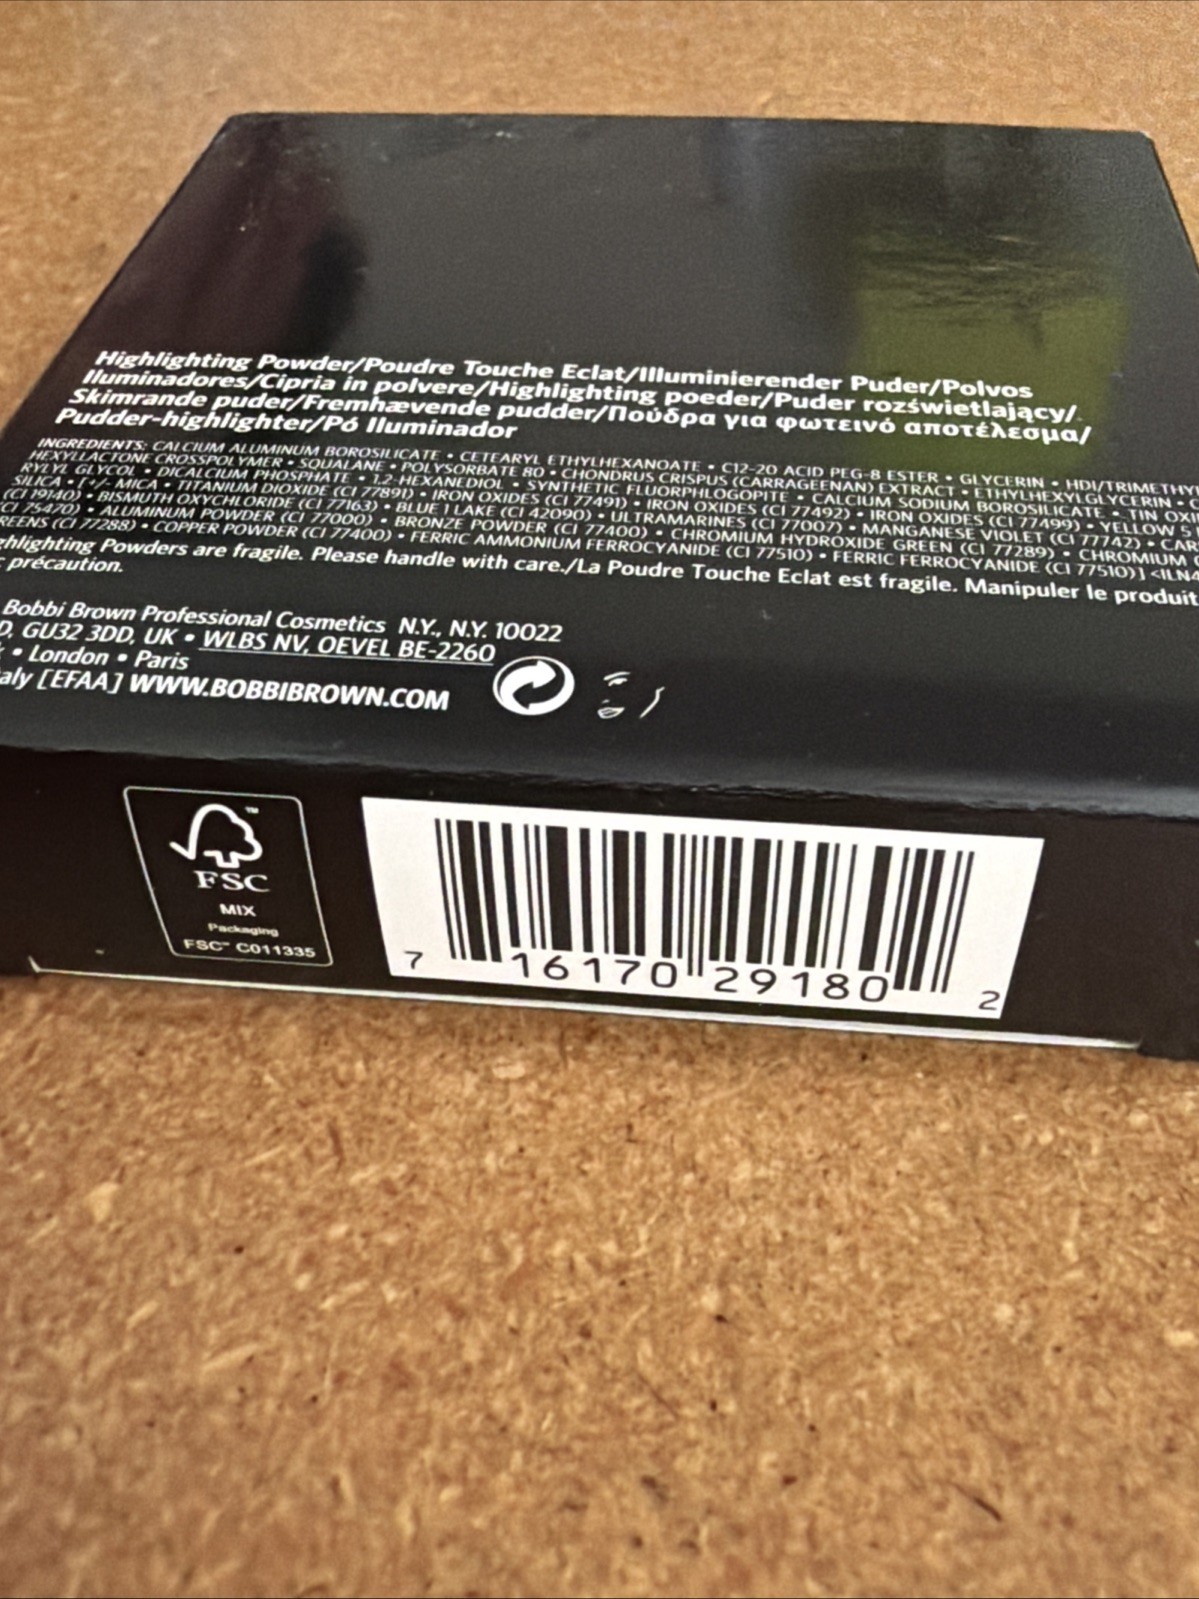 Highlighting Powder/Poudre Touche Eclat/Illuminierender Puder/Polvos
Iluminadores/Cipria in polvere/Highlighting poeder/Puder rozświetlający/
Skimrande puder/Fremhævende pudder/Πούδρα για φωτεινό αποτέλεσμα/
Pudder-highlighter/Pó Iluminador
INGREDIENTS: CALCIUM ALUMINUM BOROSILICATE • CETEARYL ETHYLHEXANOATE • C12-20 ACID PEG-8 ESTER • GLYCERIN • HDI/TRIMETHY
HEXYLLACTONE CROSSPOLYMER • SQUALANE • POLYSORBATE 80 • CHONDRUS CRISPUS (CARRAGEENAN) EXTRACT • ETHYLHEXYLGLYCERIN •
RYLYL GLYCOL • DICALCIUM PHOSPHATE • 1,2-HEXANEDIOL • SYNTHETIC FLUORPHLOGOPITE • CALCIUM SODIUM BOROSILICATE • TIN OXI
SILICA • [+/- MICA • TITANIUM DIOXIDE (CI 77891) • IRON OXIDES (CI 77491) • IRON OXIDES (CI 77492) • IRON OXIDES (CI 77499) • YELLOW 5
(CI 19140) • BISMUTH OXYCHLORIDE (CI 77163) • BLUE 1 LAKE (CI 42090) • ULTRAMARINES (CI 77007) • MANGANESE VIOLET (CI 77742) • CAR
CI 75470) • ALUMINUM POWDER (CI 77000) • BRONZE POWDER (CI 77400) • CHROMIUM HYDROXIDE GREEN (CI 77289) • CHROMIUM
REENS (CI 77288) • COPPER POWDER (CI 77400) • FERRIC AMMONIUM FERROCYANIDE (CI 77510) • FERRIC FERROCYANIDE (CI 77510)] <ILN4
ghlighting Powders are fragile. Please handle with care./La Poudre Touche Eclat est fragile. Manipuler le produit
précaution.
Bobbi Brown Professional Cosmetics N.Y., N.Y. 10022
D, GU32 3DD, UK • WLBS NV, OEVEL BE-2260
• London • Paris
aly [EFAA] WWW.BOBBIBROWN.COM
™
FSC
MIX
Packaging
FSC™ C011335
7 16170 29180 2